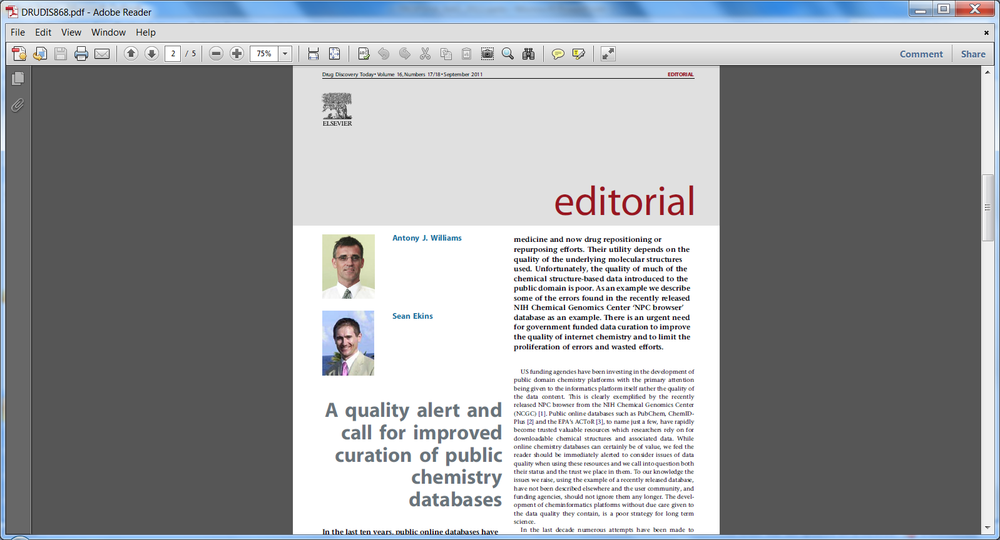 DRUDIS868.pdf - Adobe Reader
File Edit View Window Help
2 / 5
75%
Comment
Share
Drug Discovery Today • Volume 16, Numbers 17/18 • September 2011
EDITORIAL
ELSEVIER
editorial
Antony J. Williams
Sean Ekins
A quality alert and
call for improved
curation of public
chemistry
databases
In the last ten years, public online databases have
medicine and now drug repositioning or
repurposing efforts. Their utility depends on the
quality of the underlying molecular structures
used. Unfortunately, the quality of much of the
chemical structure-based data introduced to the
public domain is poor. As an example we describe
some of the errors found in the recently released
NIH Chemical Genomics Center ‘NPC browser’
database as an example. There is an urgent need
for government funded data curation to improve
the quality of internet chemistry and to limit the
proliferation of errors and wasted efforts.
US funding agencies have been investing in the development of
public domain chemistry platforms with the primary attention
being given to the informatics platform itself rather the quality of
the data content. This is clearly exemplified by the recently
released NPC browser from the NIH Chemical Genomics Center
(NCGC) [1]. Public online databases such as PubChem, ChemID-
Plus [2] and the EPA's ACToR [3], to name just a few, have rapidly
become trusted valuable resources which researchers rely on for
downloadable chemical structures and associated data. While
online chemistry databases can certainly be of value, we feel the
reader should be immediately alerted to consider issues of data
quality when using these resources and we call into question both
their status and the trust we place in them. To our knowledge the
issues we raise, using the example of a recently released database,
have not been described elsewhere and the user community, and
funding agencies, should not ignore them any longer. The devel-
opment of cheminformatics platforms without due care given to
the data quality they contain, is a poor strategy for long term
science.
In the last decade numerous attempts have been made to